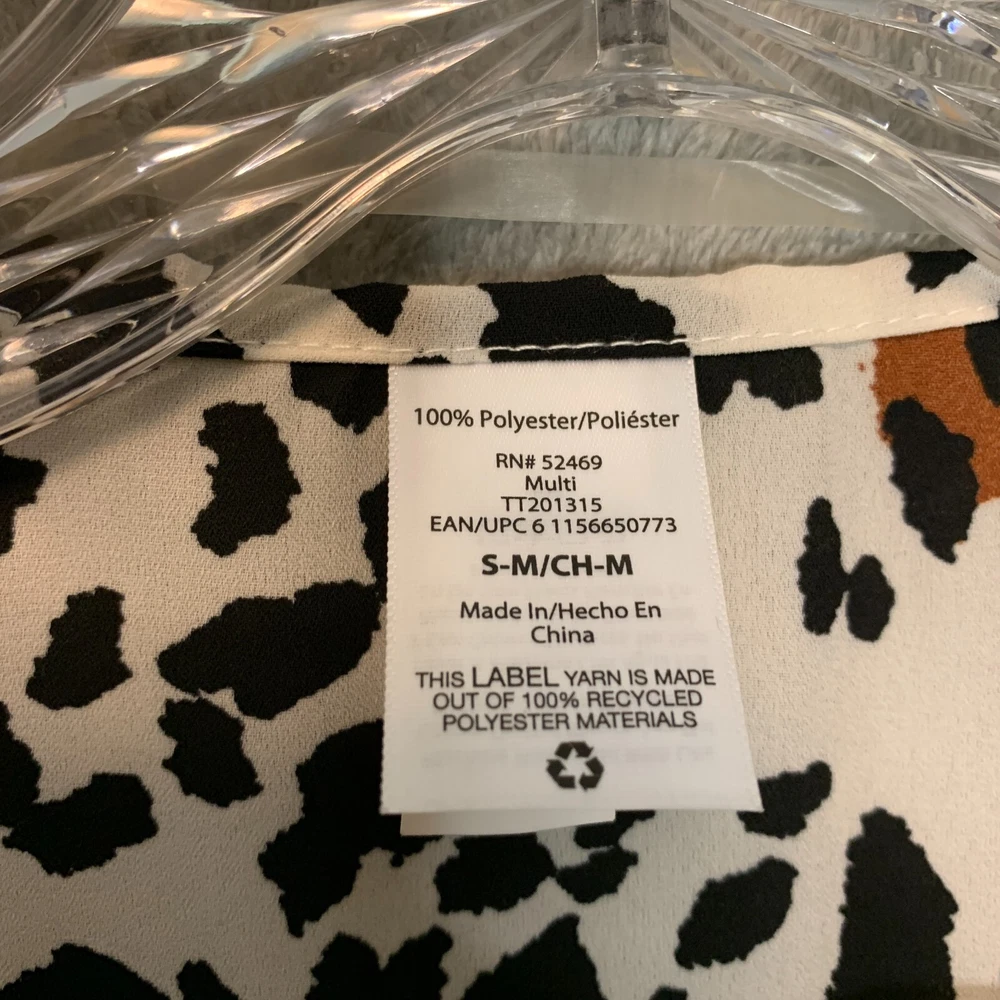 100% Polyester/Poliéster
RN# 52469
Multi
TT201315
EAN/UPC 6 1156650773
S-M/CH-M
Made In/Hecho En
China
THIS LABEL YARN IS MADE
OUT OF 100% RECYCLED
POLYESTER MATERIALS